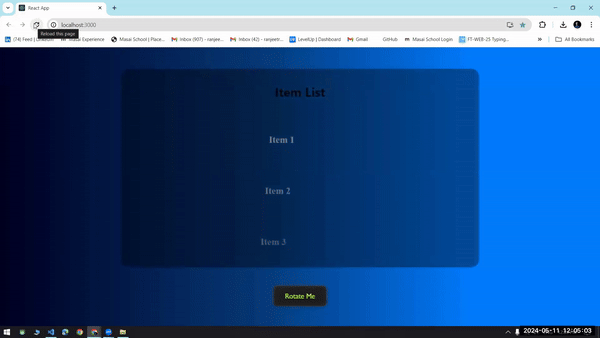 React App
localhost:3000
Reload this page
(74) Feed | LinkedIn
Masai Experience
Masai School | Place...
Inbox (907) - ranjeetr...
Inbox (42) - ranjeetr...
LevelUp | Dashboard
Gmail
GitHub
Masai School Login
FT-WEB-25 Typing...
»
All Bookmarks
Item List
Item 1
Item 2
Item 3
Rotate Me
2024-05-11 12:05:03